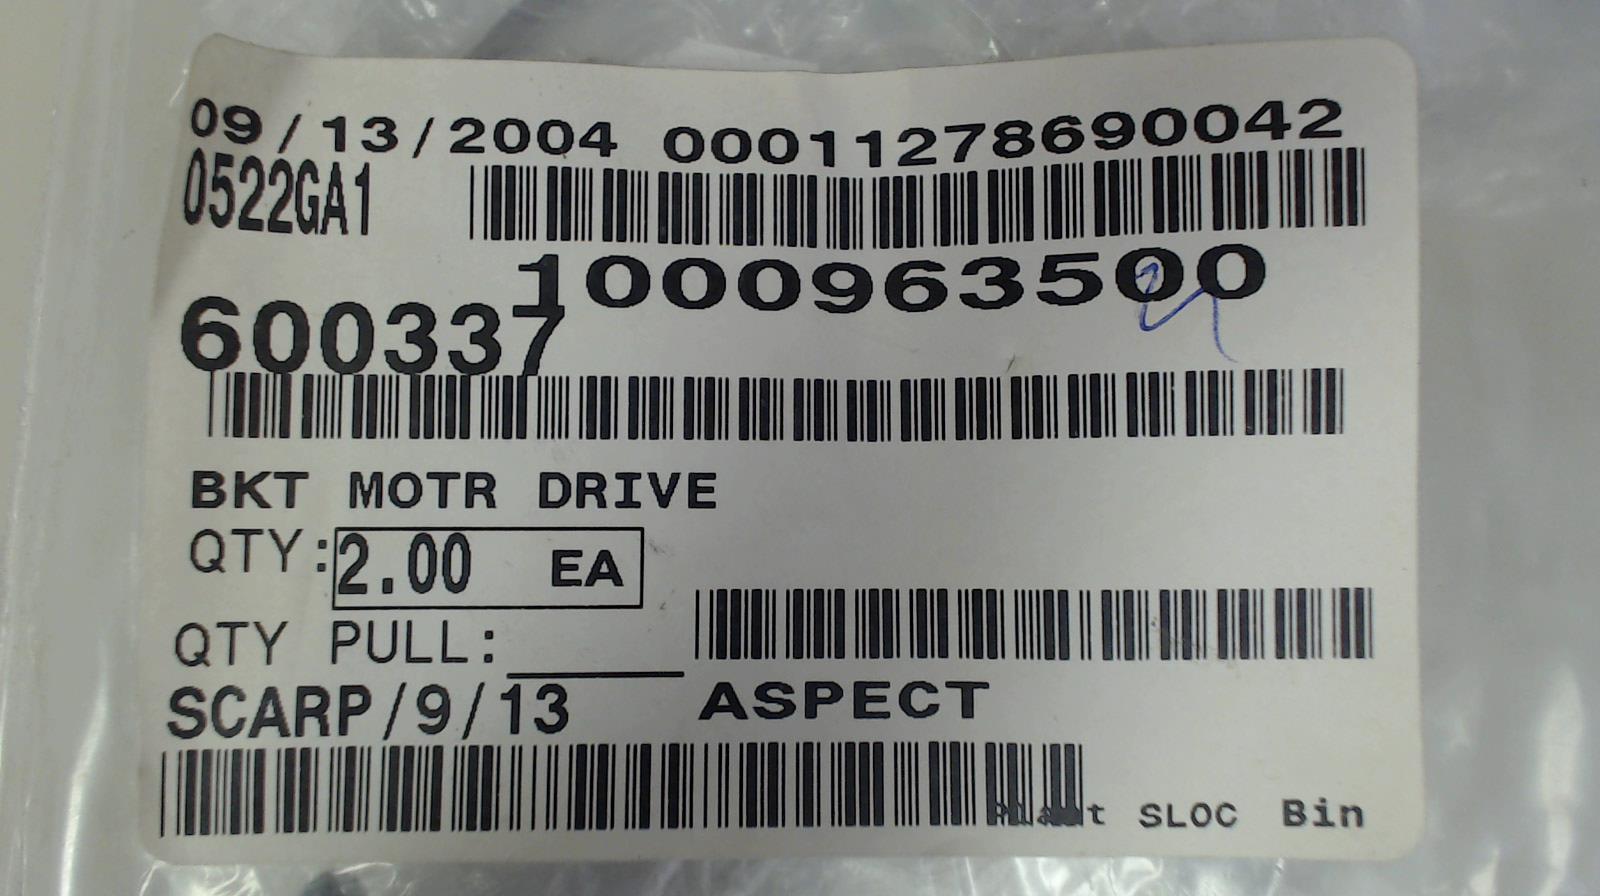 09/13/2004 00011278690042
0522GA1
1000963500
600337
BKT MOTR DRIVE
QTY: 2.00 EA
QTY PULL:
SCARP/9/13 ASPECT
Plant SLOC Bin